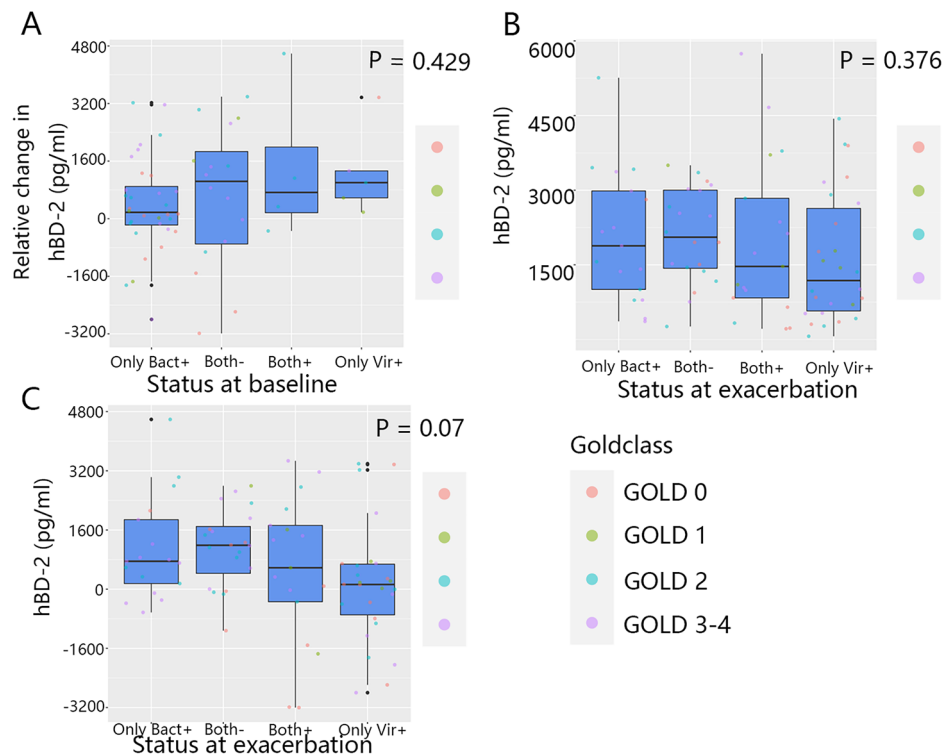 A
4800
3200
1600
0
-1600
-3200
Relative change in
hBD-2 (pg/ml)
P = 0.429
Only Bact+ Both- Both+ Only Vir+
Status at baseline
B
6000
4500
3000
1500
hBD-2 (pg/ml)
P = 0.376
Only Bact+ Both- Both+ Only Vir+
Status at exacerbation
C
4800
3200
1600
0
-1600
-3200
hBD-2 (pg/ml)
P = 0.07
Only Bact+ Both- Both+ Only Vir+
Status at exacerbation
Goldclass
GOLD 0
GOLD 1
GOLD 2
GOLD 3-4